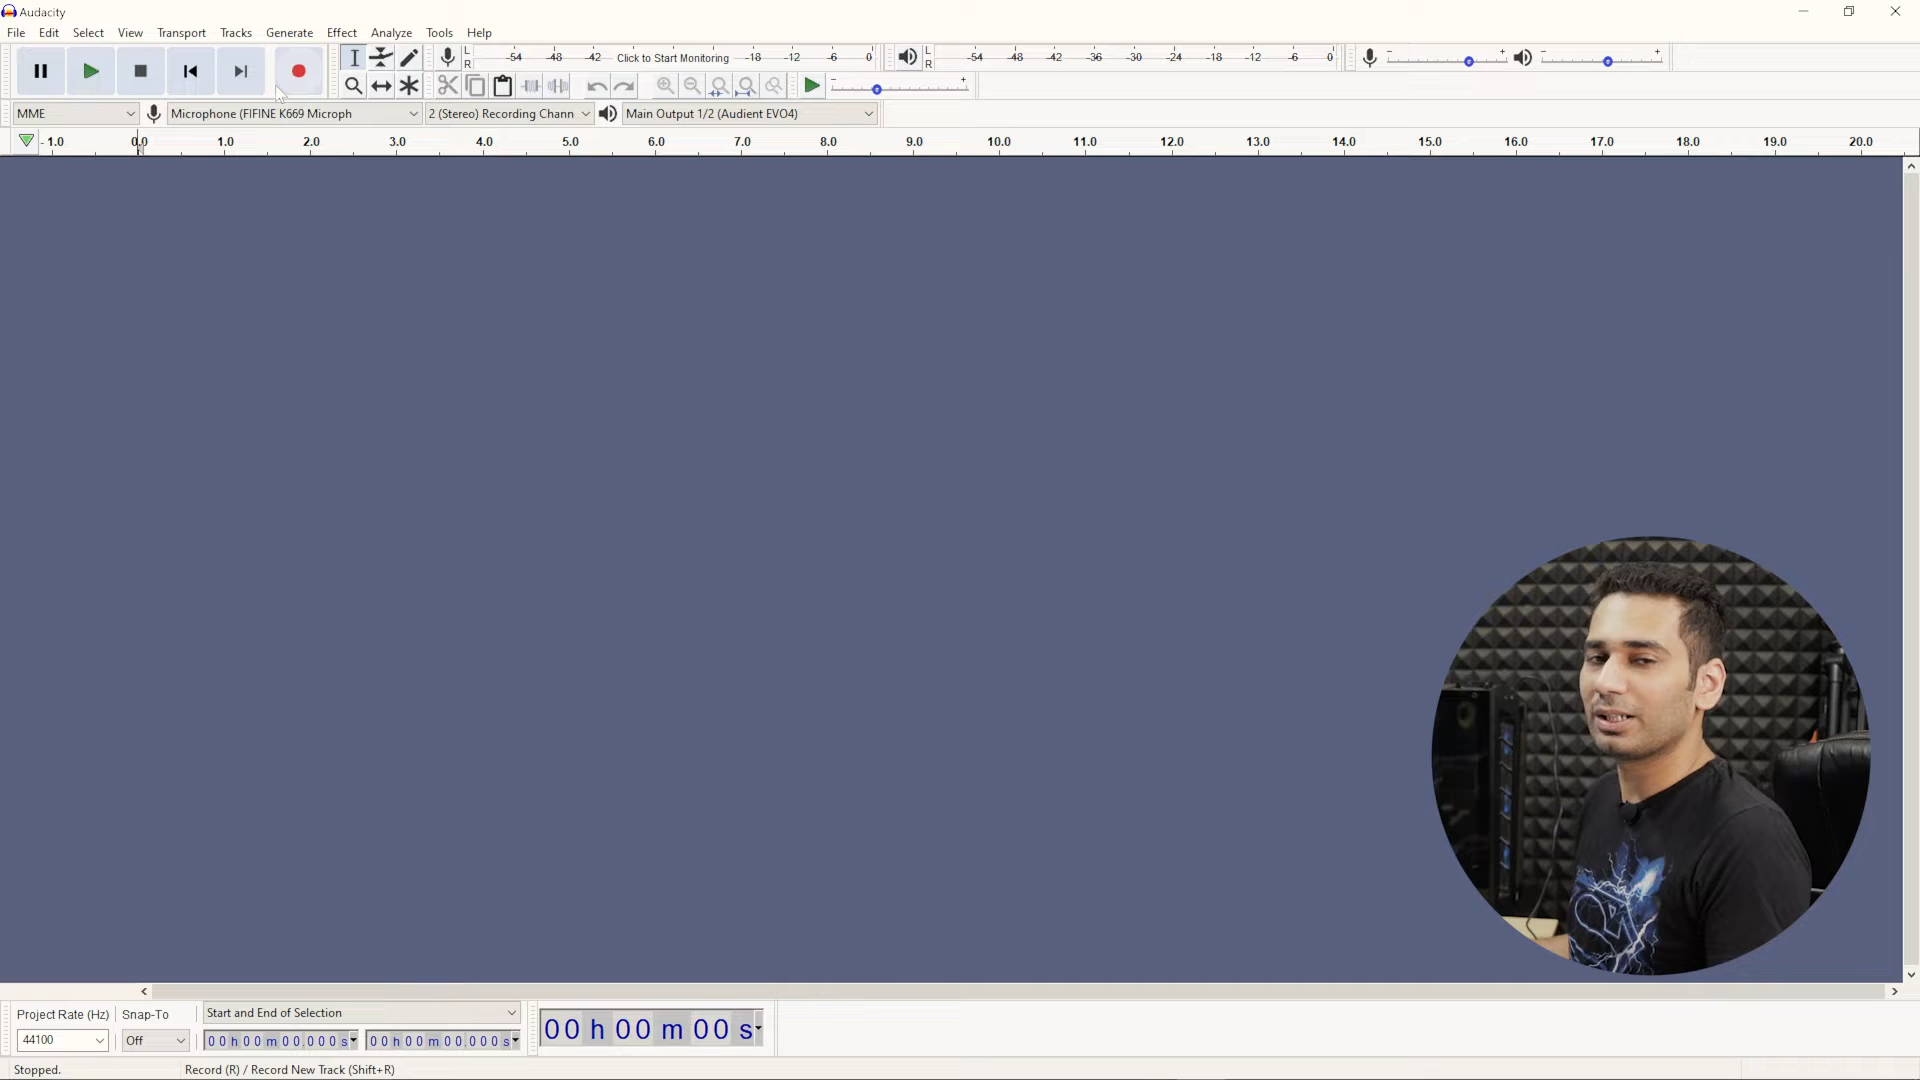 Audacity
File Edit Select View Transport Tracks Generate Effect Analyze Tools Help
L -54 -48 -42 Click to Start Monitoring -18 -12 -6 0 L -54 -48 -42 -36 -30 -24 -18 -12 -6 0 - + - +
R R
- +
MME Microphone (FIFINE K669 Microph 2 (Stereo) Recording Chann Main Output 1/2 (Audient EVO4)
- 1.0 0.0 1.0 2.0 3.0 4.0 5.0 6.0 7.0 8.0 9.0 10.0 11.0 12.0 13.0 14.0 15.0 16.0 17.0 18.0 19.0 20.0
Project Rate (Hz) Snap-To Start and End of Selection
44100 Off 00 h 00 m 00.000 s 00 h 00 m 00.000 s 00 h 00 m 00 s
Stopped. Record (R) / Record New Track (Shift+R)